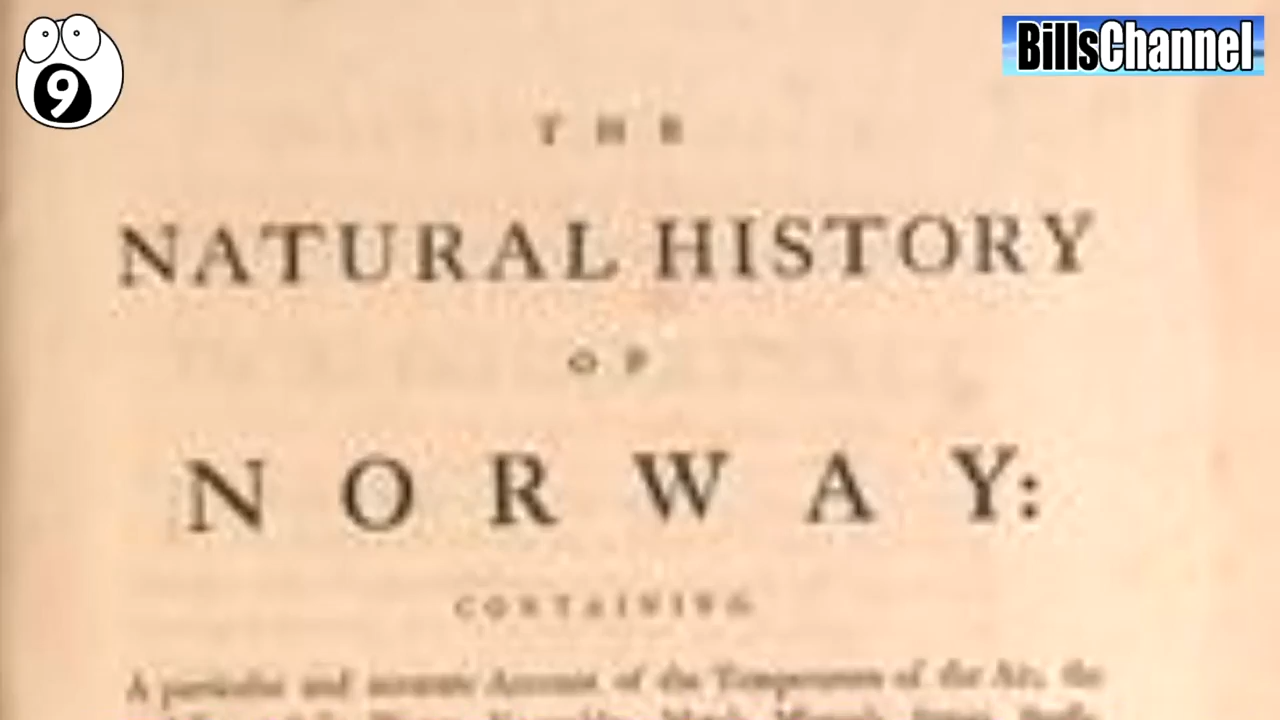 9
BillsChannel
THE
NATURAL HISTORY
OF
NORWAY:
CONTAINING
A particular and accurate Account of the Temperature of the Air, the